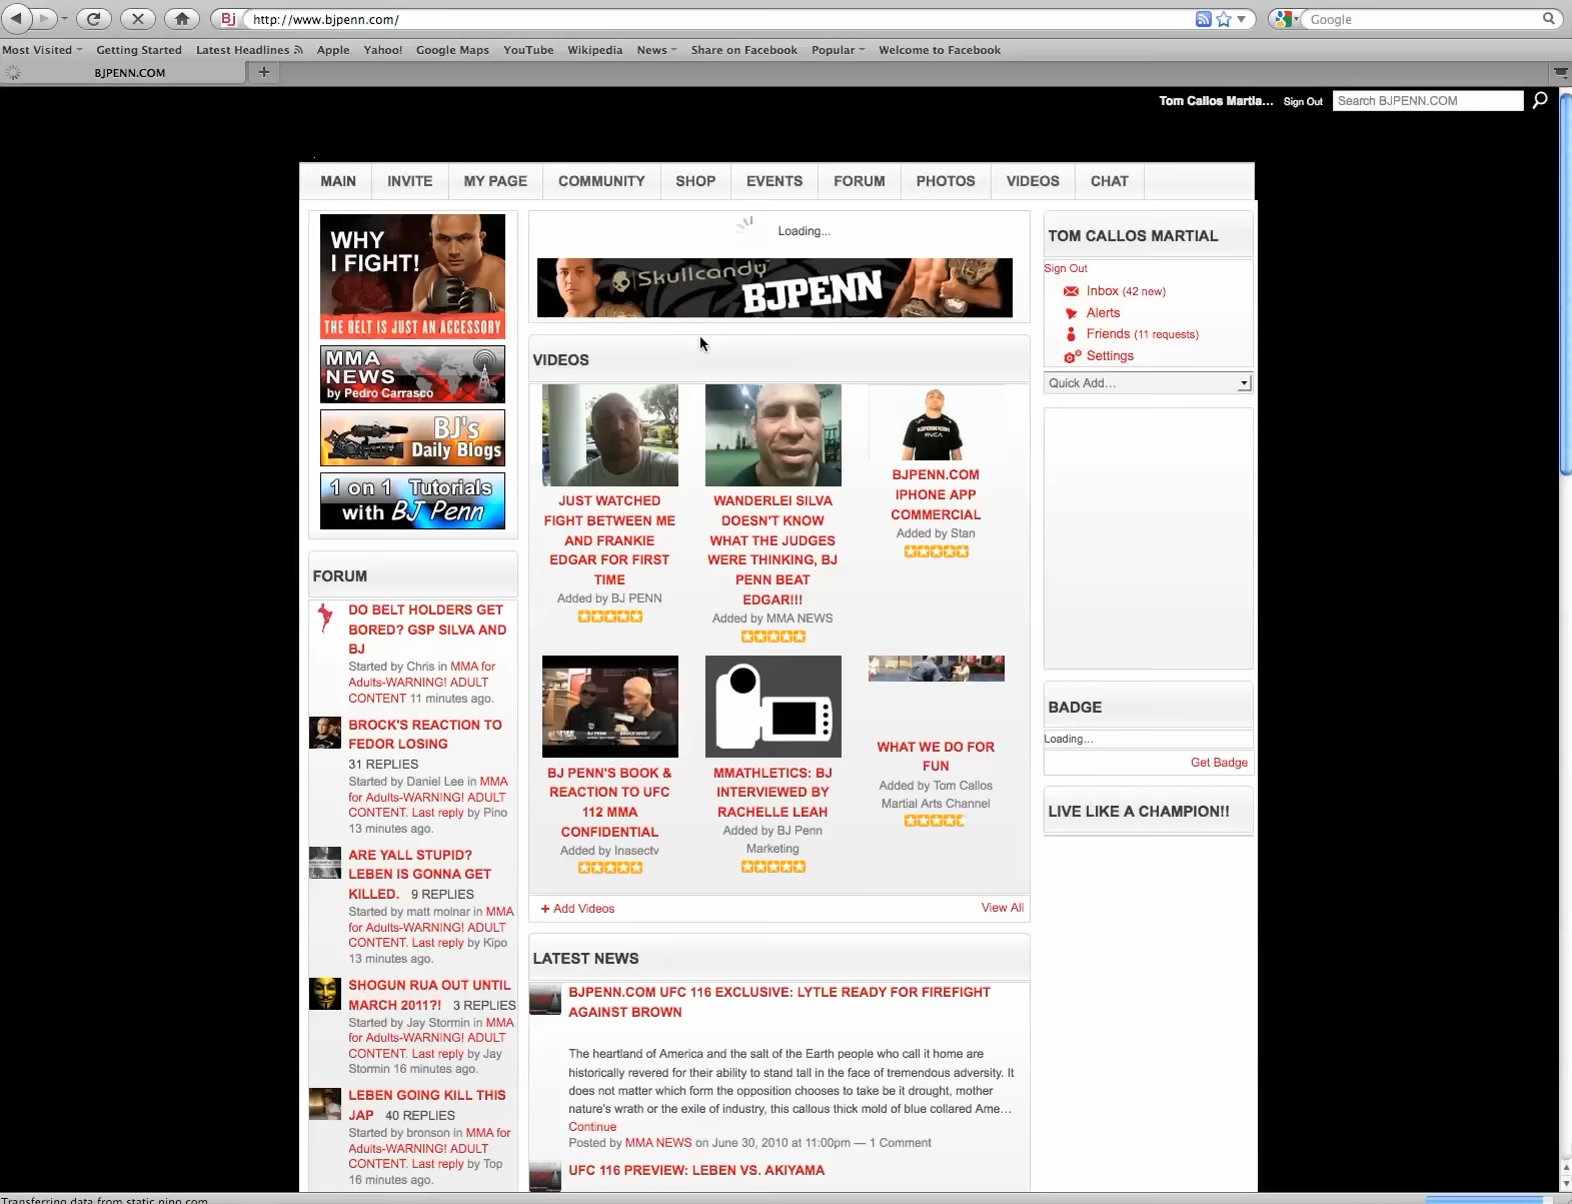 http://www.bjpenn.com/
Google
Most Visited Getting Started Latest Headlines Apple Yahoo! Google Maps YouTube Wikipedia News Share on Facebook Popular Welcome to Facebook
BJPENN.COM
Tom Callos Martia... Sign Out Search BJPENN.COM
MAIN INVITE MY PAGE COMMUNITY SHOP EVENTS FORUM PHOTOS VIDEOS CHAT
WHY
I FIGHT!
THE BELT IS JUST AN ACCESSORY
MMA
NEWS
by Pedro Carrasco
BJ's
Daily Blogs
1 on 1 Tutorials
with BJ Penn
FORUM
DO BELT HOLDERS GET
BORED? GSP SILVA AND
BJ
Started by Chris in MMA for
Adults-WARNING! ADULT
CONTENT 11 minutes ago.
BROCK'S REACTION TO
FEDOR LOSING
31 REPLIES
Started by Daniel Lee in MMA
for Adults-WARNING! ADULT
CONTENT. Last reply by Pino
13 minutes ago.
ARE YALL STUPID?
LEBEN IS GONNA GET
KILLED. 9 REPLIES
Started by matt molnar in MMA
for Adults-WARNING! ADULT
CONTENT. Last reply by Kipo
13 minutes ago.
SHOGUN RUA OUT UNTIL
MARCH 2011?! 3 REPLIES
Started by Jay Stormin in MMA
for Adults-WARNING! ADULT
CONTENT. Last reply by Jay
Stormin 16 minutes ago.
LEBEN GOING KILL THIS
JAP 40 REPLIES
Started by bronson in MMA for
Adults-WARNING! ADULT
CONTENT. Last reply by Top
16 minutes ago.
Loading...
Skullcandy
BJPENN
VIDEOS
JUST WATCHED
FIGHT BETWEEN ME
AND FRANKIE
EDGAR FOR FIRST
TIME
Added by BJ PENN
WANDERLEI SILVA
DOESN'T KNOW
WHAT THE JUDGES
WERE THINKING, BJ
PENN BEAT
EDGAR!!!
Added by MMA NEWS
BJPENN.COM
IPHONE APP
COMMERCIAL
Added by Stan
BJ PENN'S BOOK &
REACTION TO UFC
112 MMA
CONFIDENTIAL
Added by Inasectv
MMATHLETICS: BJ
INTERVIEWED BY
RACHELLE LEAH
Added by BJ Penn
Marketing
WHAT WE DO FOR
FUN
Added by Tom Callos
Martial Arts Channel
+ Add Videos
View All
LATEST NEWS
BJPENN.COM UFC 116 EXCLUSIVE: LYTLE READY FOR FIREFIGHT
AGAINST BROWN
The heartland of America and the salt of the Earth people who call it home are
historically revered for their ability to stand tall in the face of tremendous adversity. It
does not matter which form the opposition chooses to take be it drought, mother
nature's wrath or the exile of industry, this callous thick mold of blue collared Ame...
Continue
Posted by MMA NEWS on June 30, 2010 at 11:00pm — 1 Comment
UFC 116 PREVIEW: LEBEN VS. AKIYAMA
TOM CALLOS MARTIAL
Sign Out
Inbox (42 new)
Alerts
Friends (11 requests)
Settings
Quick Add...
BADGE
Loading...
Get Badge
LIVE LIKE A CHAMPION!!
Transferring data from static.ning.com